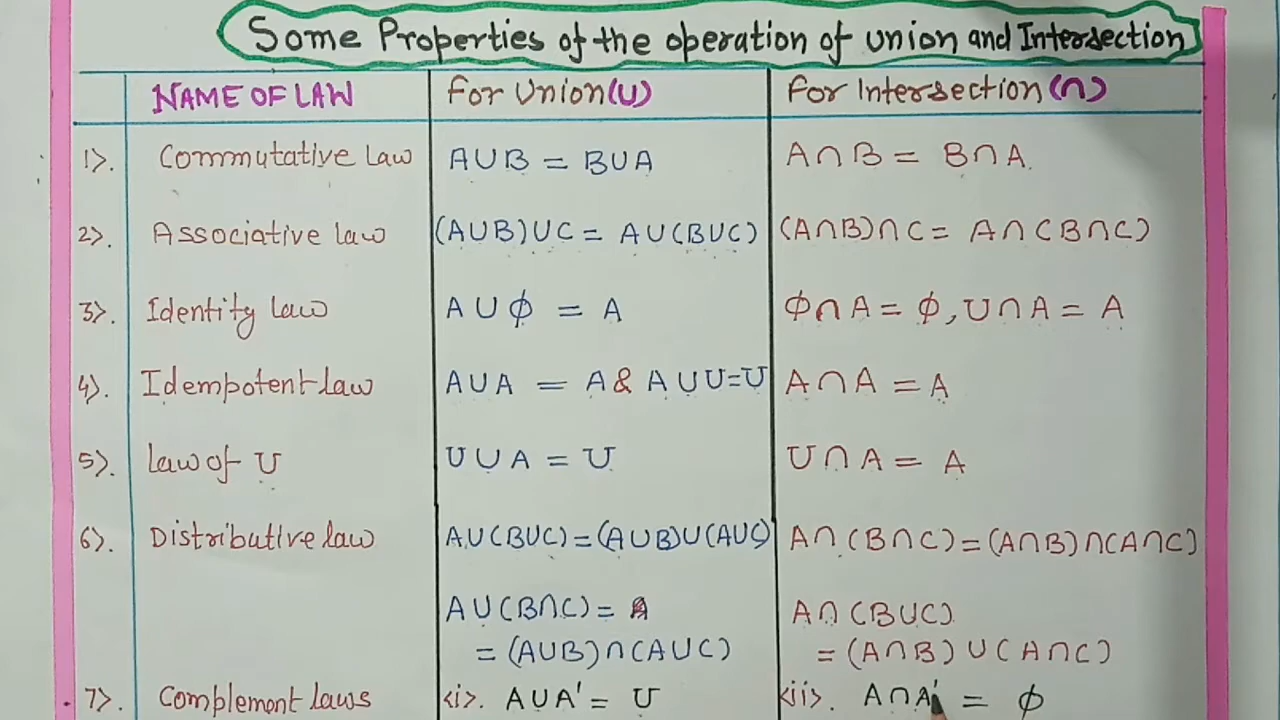 Some Properties of the operation of union and Intersection
NAME OF LAW For Union(∪) For Intersection(∩)
1>. Commutative Law A∪B = B∪A A∩B = B∩A.
2>. Associative law (A∪B)∪C = A∪(B∪C) (A∩B)∩C = A∩(B∩C)
3>. Identity law A∪ϕ = A ϕ∩A = ϕ, U∩A = A
4>. Idempotent law A∪A = A & A∪U=U A∩A = A
5>. law of U U∪A = U U∩A = A
6>. Distributive law A∪(B∪C)=(A∪B)∪(A∪C) A∩(B∩C)=(A∩B)∩(A∩C)
A∪(B∩C)= A∩(B∪C)
= (A∪B)∩(A∪C) = (A∩B)∪(A∩C)
7>. Complement laws <i>. A∪A' = U <ii>. A∩A' = ϕ